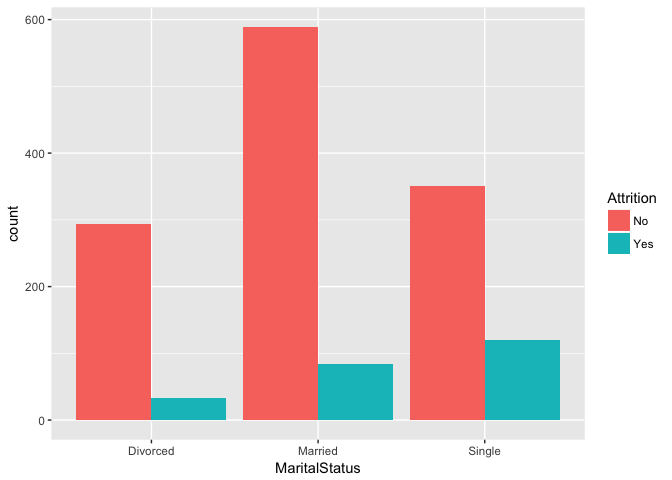 600
400
200
0
count
Divorced
Married
Single
MaritalStatus
Attrition
No
Yes